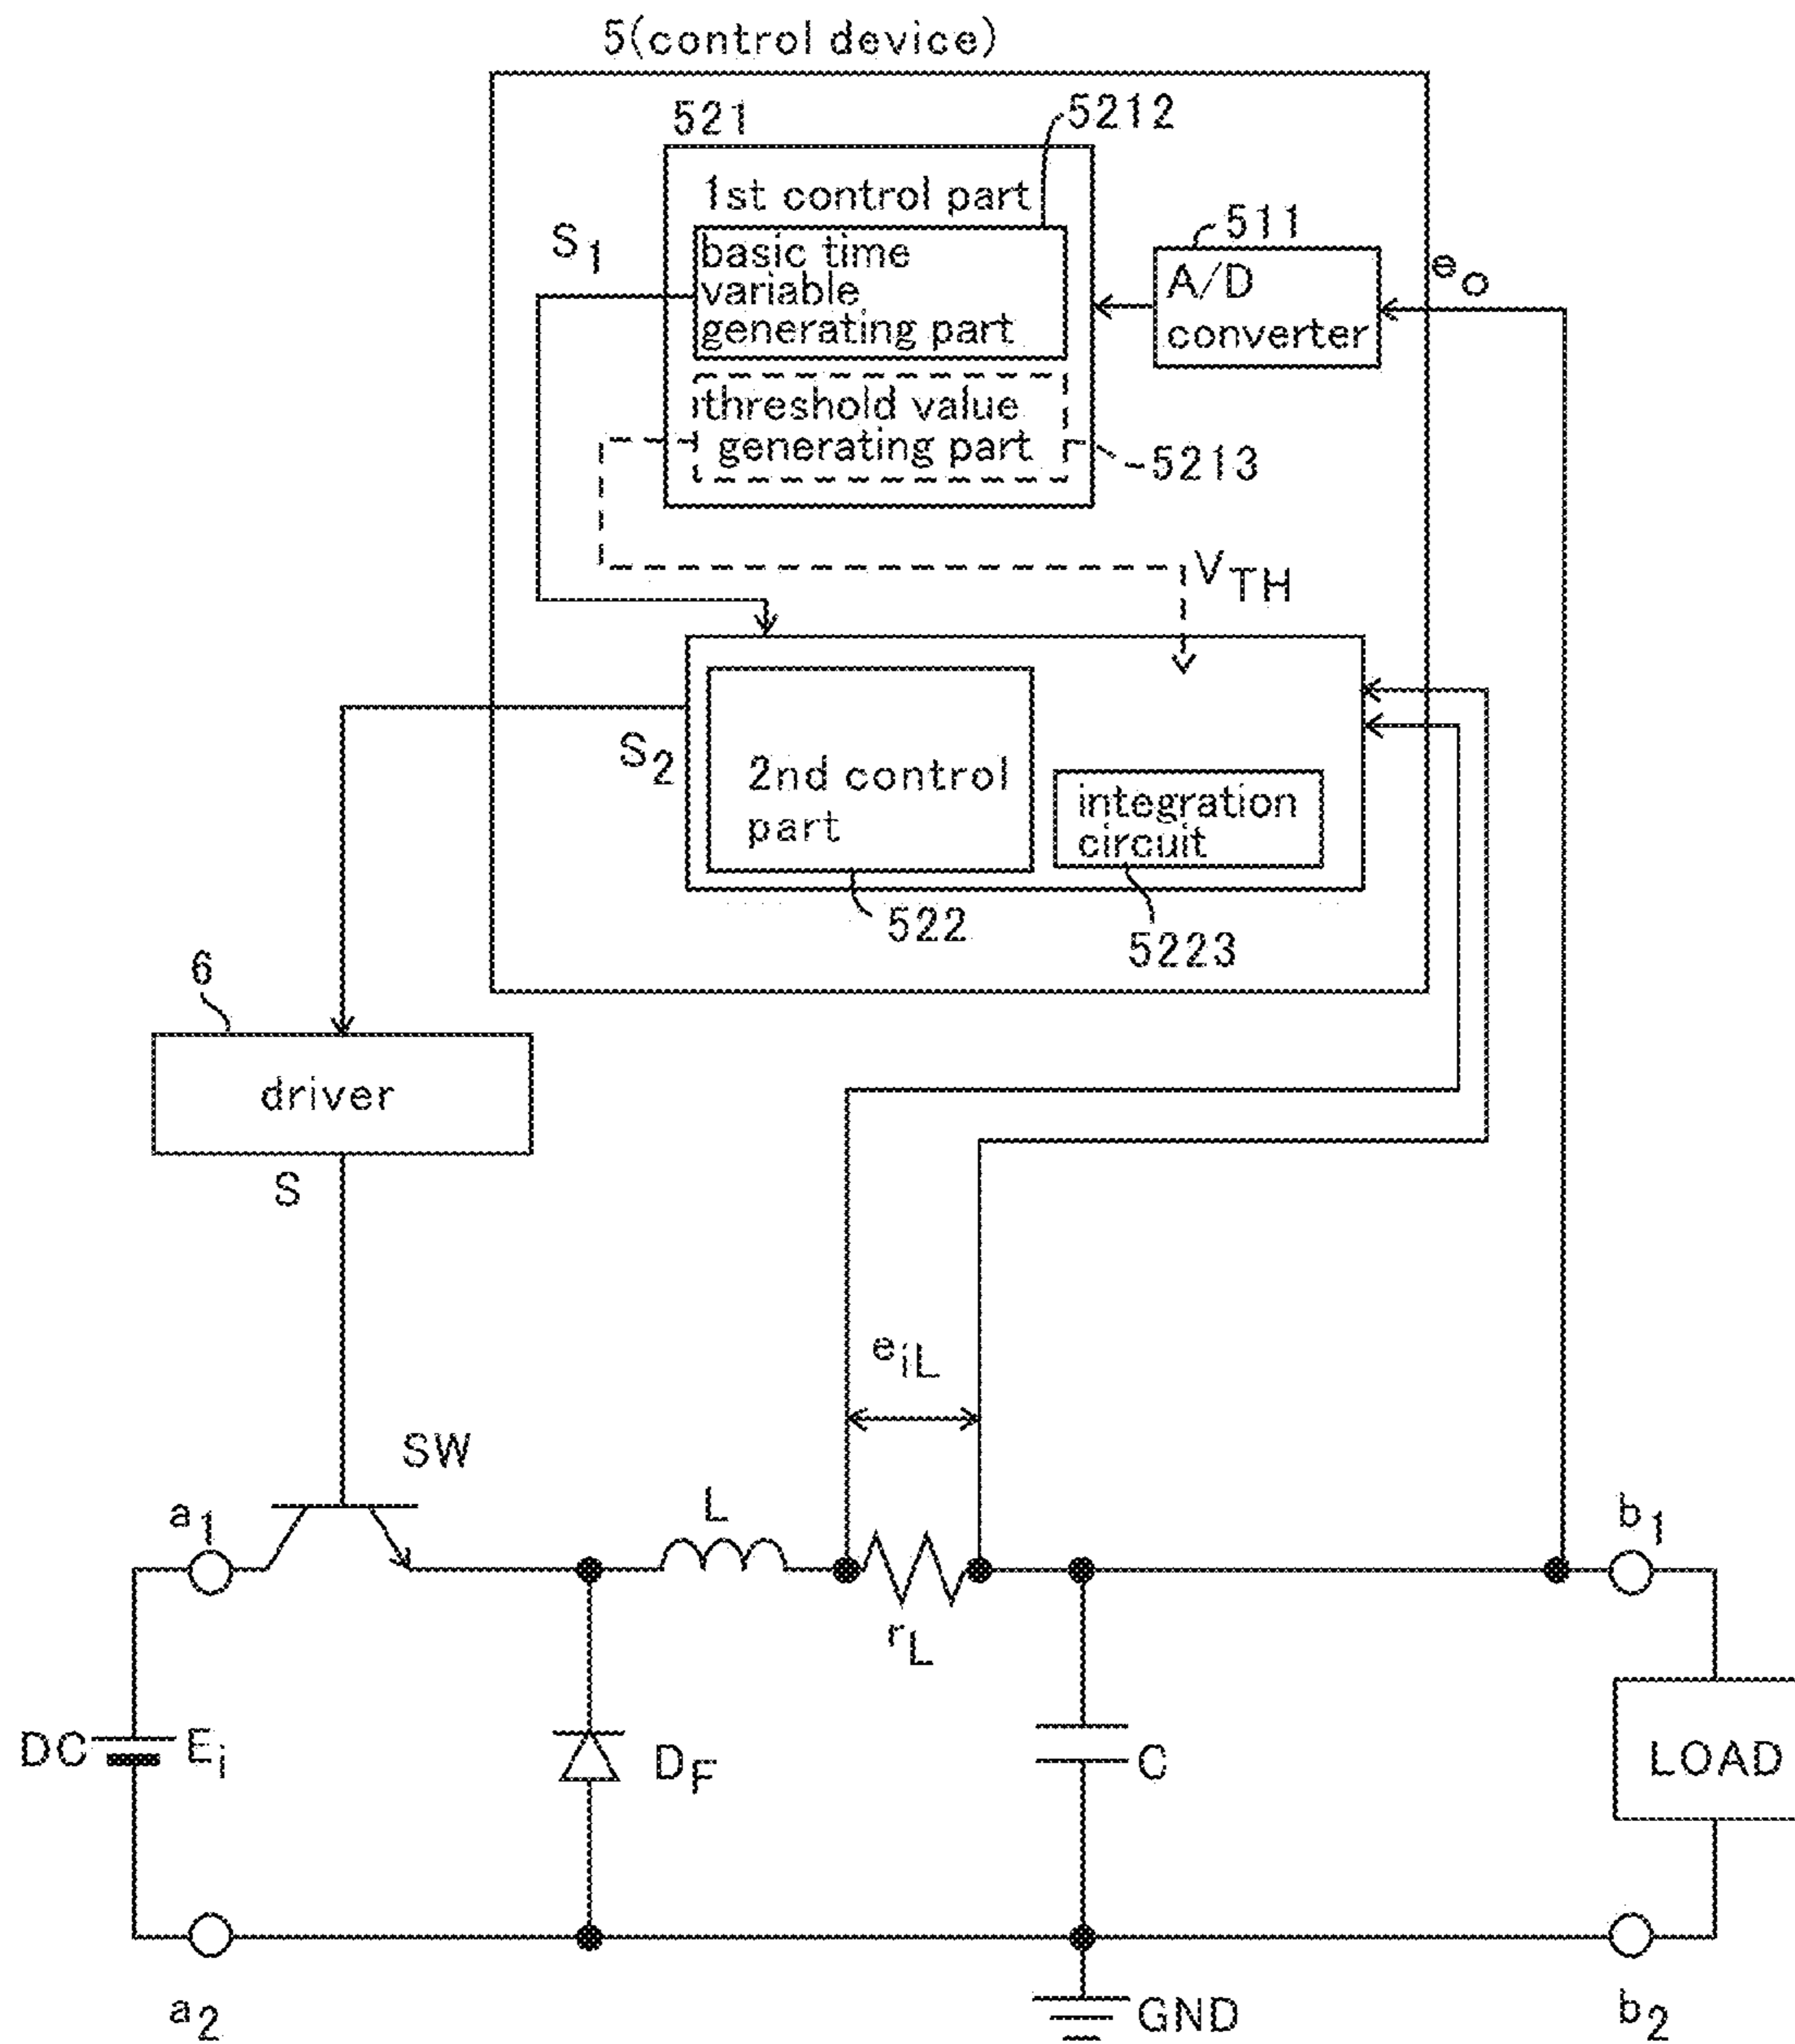 5(control device)
521
5212
1st control part
S1
basic time
variable
generating part
511
A/D
converter
eo
threshold value
generating part
5213
VTH
S2
2nd control
part
integration
circuit
522
5223
6
driver
S
eiL
SW
a1
L
b1
rL
DC
Ei
DF
C
LOAD
a2
GND
b2